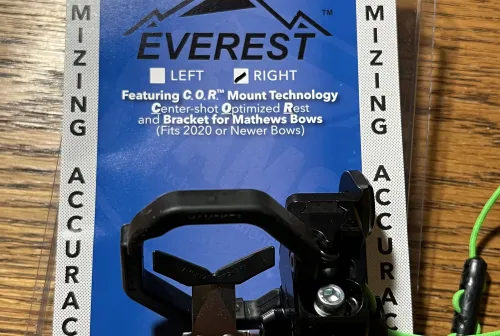 EVEREST™
LEFT RIGHT
Featuring C.O.R.™ Mount Technology
Center-shot Optimized Rest
and Bracket for Mathews Bows
(Fits 2020 or Newer Bows)
MIZING ACCURAC
MIZING ACCURAC